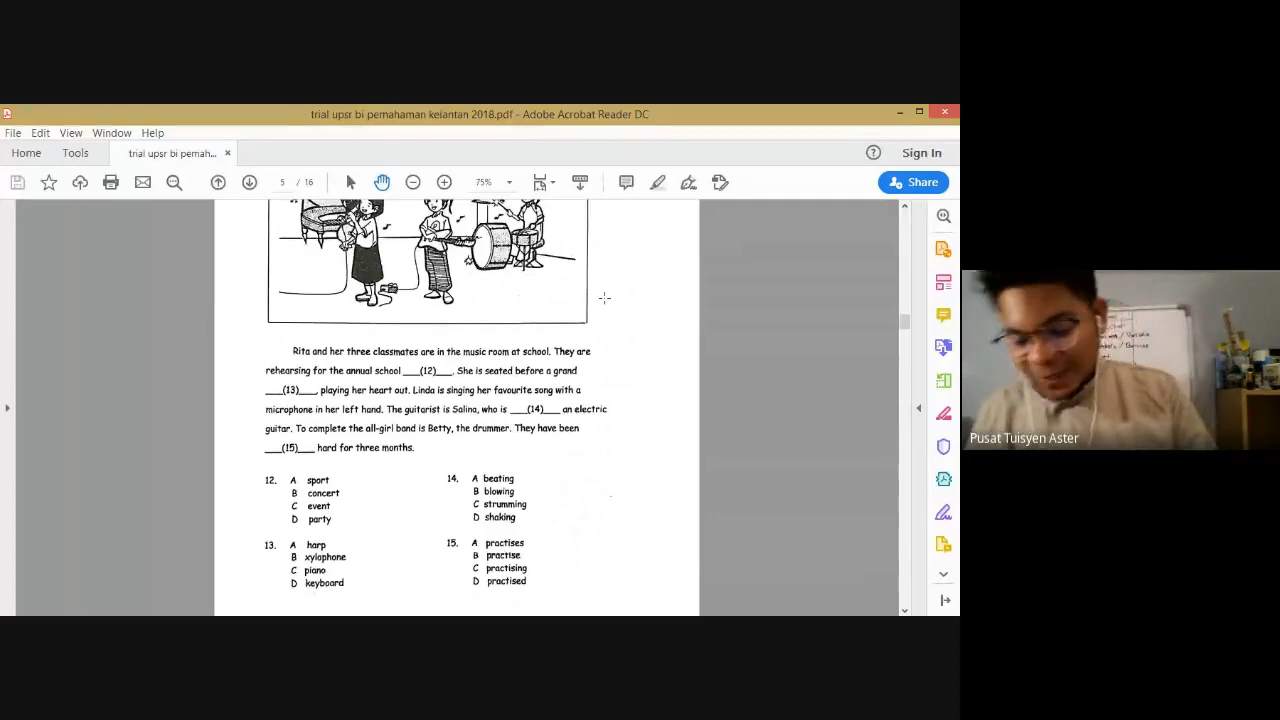 trial upsr bi pemahaman kelantan 2018.pdf - Adobe Acrobat Reader DC
File Edit View Window Help
Home Tools trial upsr bi pemah... × Sign In
5 / 16 75% Share
Rita and her three classmates are in the music room at school. They are
rehearsing for the annual school ___(12)___. She is seated before a grand
___(13)___, playing her heart out. Linda is singing her favourite song with a
microphone in her left hand. The guitarist is Salina, who is ___(14)___ an electric
guitar. To complete the all-girl band is Betty, the drummer. They have been
___(15)___ hard for three months.
12. A sport
B concert
C event
D party
13. A harp
B xylophone
C piano
D keyboard
14. A beating
B blowing
C strumming
D shaking
15. A practises
B practise
C practising
D practised
Pusat Tuisyen Aster